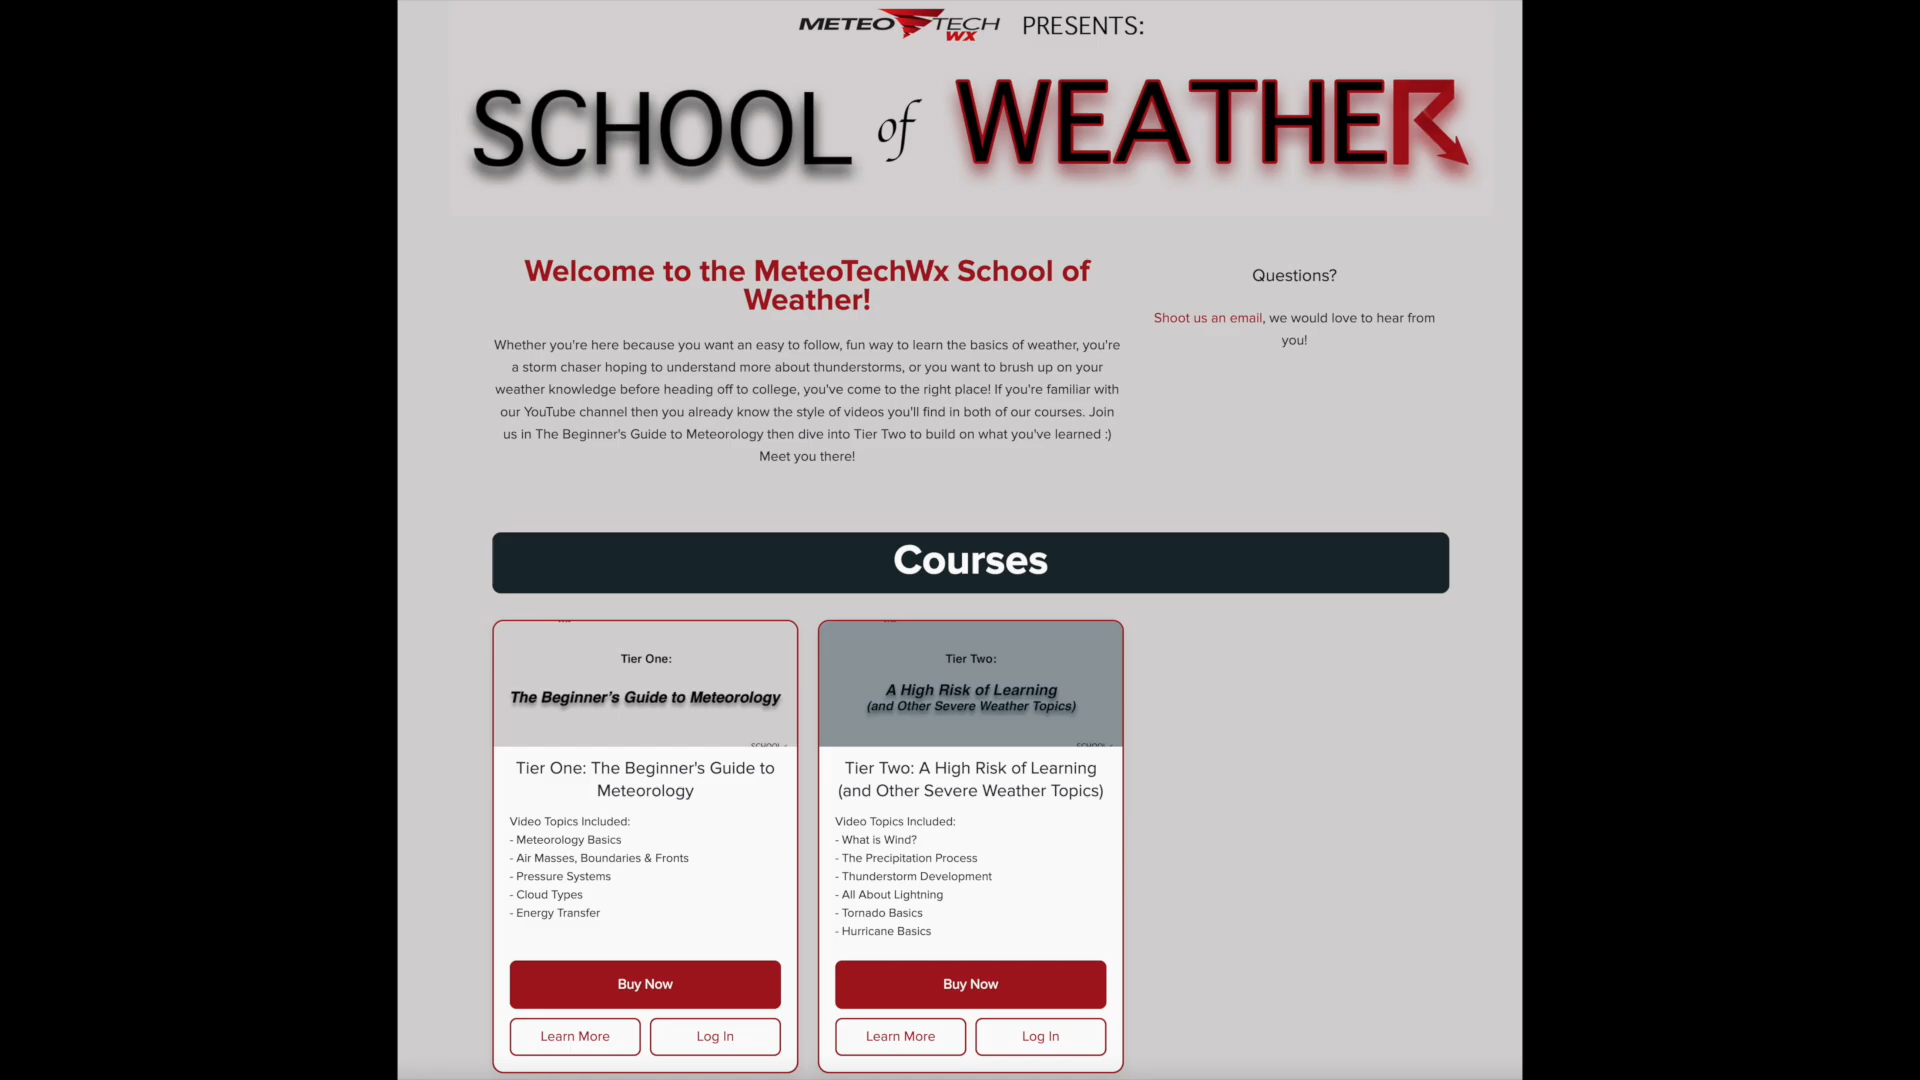 METEO TECH WX PRESENTS:
SCHOOL of WEATHER
Welcome to the MeteoTechWx School of
Weather!
Whether you're here because you want an easy to follow, fun way to learn the basics of weather, you're
a storm chaser hoping to understand more about thunderstorms, or you want to brush up on your
weather knowledge before heading off to college, you've come to the right place! If you're familiar with
our YouTube channel then you already know the style of videos you'll find in both of our courses. Join
us in The Beginner's Guide to Meteorology then dive into Tier Two to build on what you've learned :)
Meet you there!
Questions?
Shoot us an email, we would love to hear from
you!
Courses
Tier One:
The Beginner's Guide to Meteorology
Tier One: The Beginner's Guide to
Meteorology
Video Topics Included:
- Meteorology Basics
- Air Masses, Boundaries & Fronts
- Pressure Systems
- Cloud Types
- Energy Transfer
Buy Now
Learn More
Log In
Tier Two:
A High Risk of Learning
(and Other Severe Weather Topics)
Tier Two: A High Risk of Learning
(and Other Severe Weather Topics)
Video Topics Included:
- What is Wind?
- The Precipitation Process
- Thunderstorm Development
- All About Lightning
- Tornado Basics
- Hurricane Basics
Buy Now
Learn More
Log In